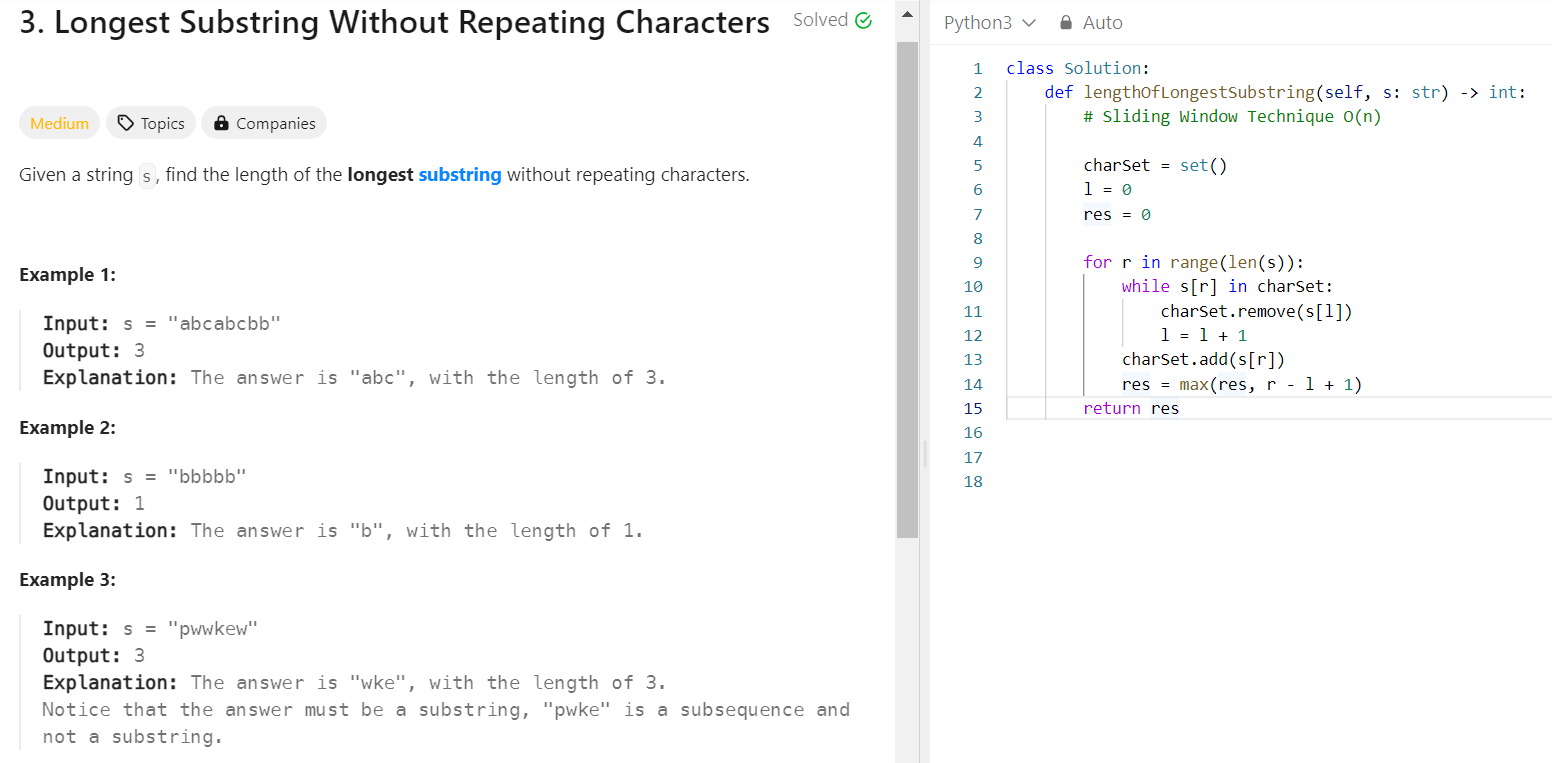 3. Longest Substring Without Repeating Characters
Solved
Medium
Topics
Companies
Given a string s, find the length of the longest substring without repeating characters.
Example 1:
Input: s = "abcabcbb"
Output: 3
Explanation: The answer is "abc", with the length of 3.
Example 2:
Input: s = "bbbbb"
Output: 1
Explanation: The answer is "b", with the length of 1.
Example 3:
Input: s = "pwwkew"
Output: 3
Explanation: The answer is "wke", with the length of 3.
Notice that the answer must be a substring, "pwke" is a subsequence and
not a substring.
Python3
Auto
1 class Solution:
2     def lengthOfLongestSubstring(self, s: str) -> int:
3         # Sliding Window Technique O(n)
4
5         charSet = set()
6         l = 0
7         res = 0
8
9         for r in range(len(s)):
10             while s[r] in charSet:
11                 charSet.remove(s[l])
12                 l = l + 1
13             charSet.add(s[r])
14             res = max(res, r - l + 1)
15         return res
16
17
18